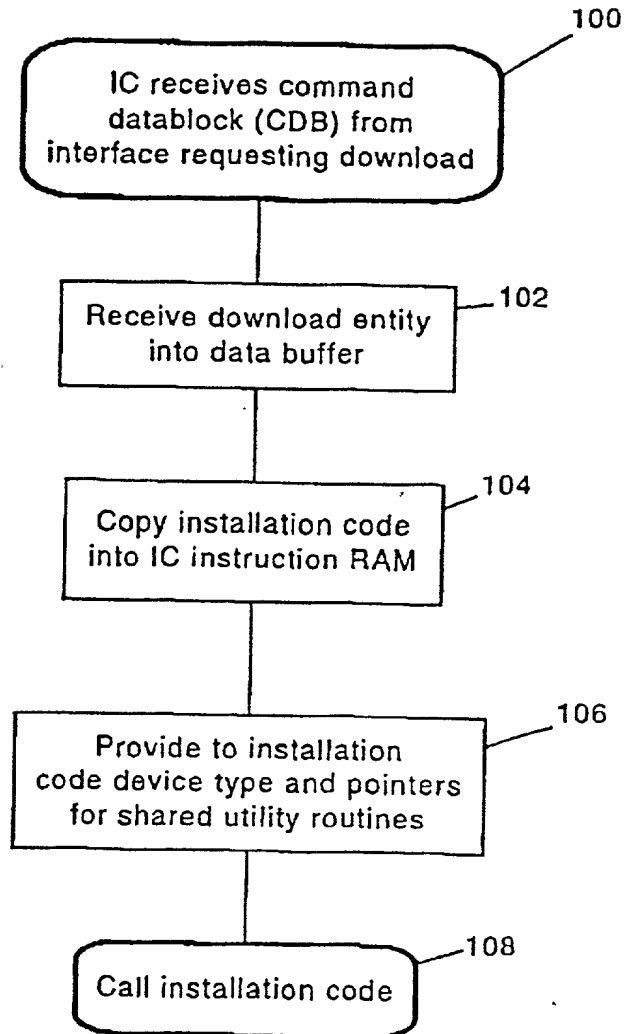 100
IC receives command
datablock (CDB) from
interface requesting download
102
Receive download entity
into data buffer
104
Copy installation code
into IC instruction RAM
106
Provide to installation
code device type and pointers
for shared utility routines
108
Call installation code